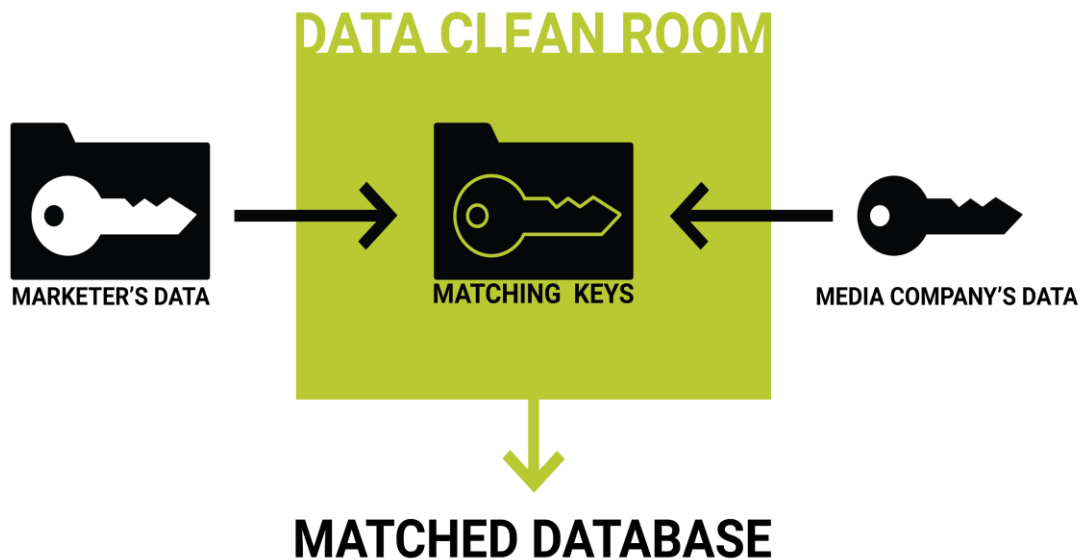 DATA CLEAN ROOM
MARKETER'S DATA
MATCHING KEYS
MEDIA COMPANY'S DATA
MATCHED DATABASE